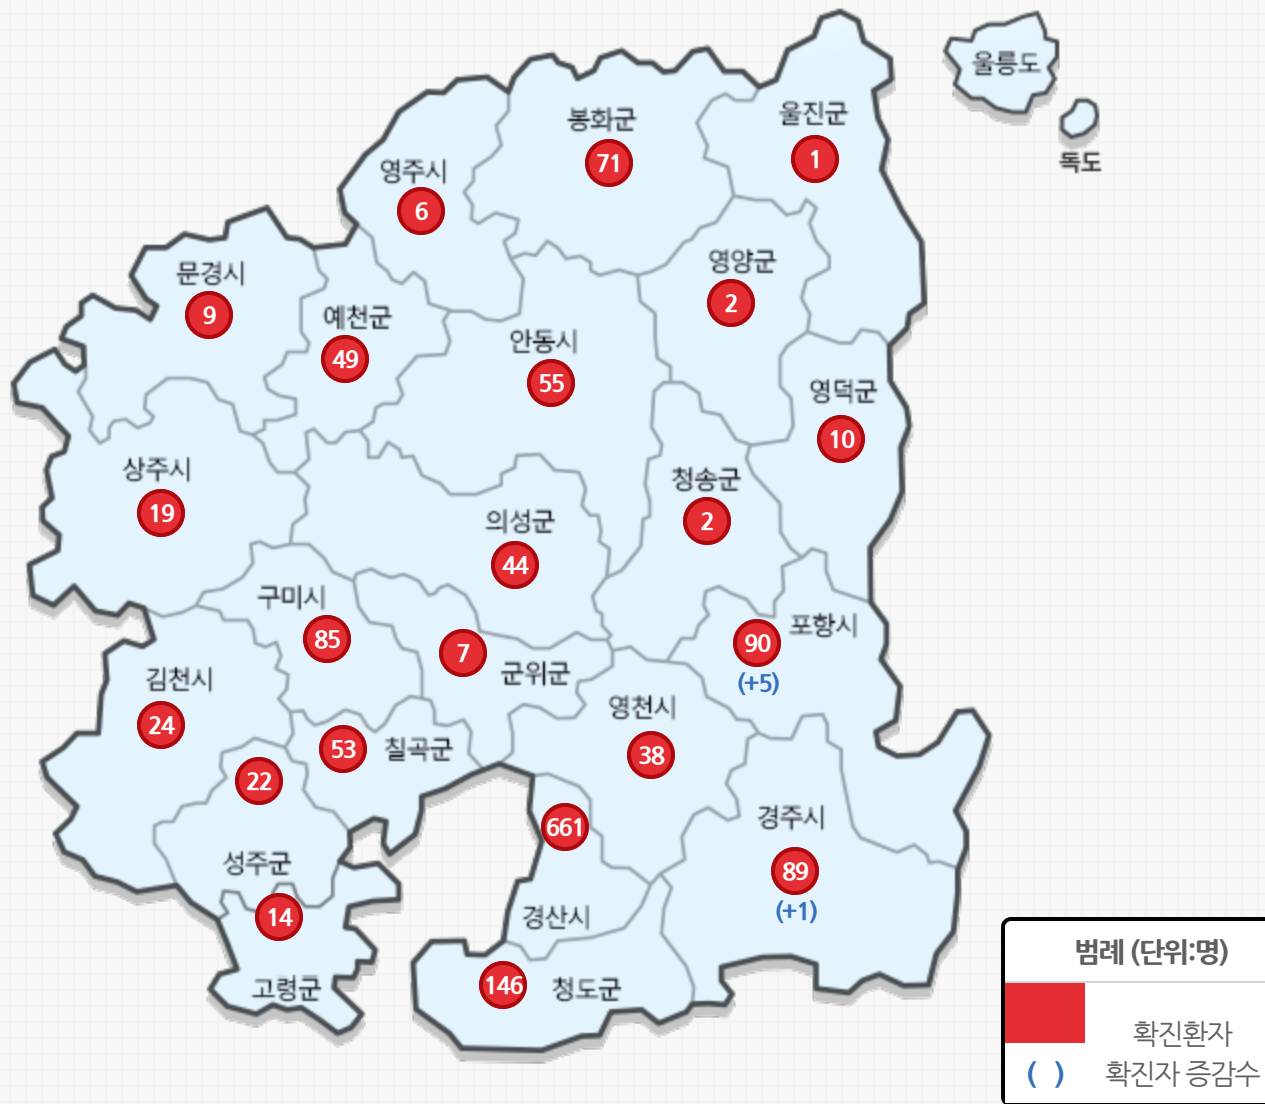 울릉도
독도
울진군
1
봉화군
71
영주시
6
영양군
2
문경시
9
예천군
49
안동시
55
영덕군
10
상주시
19
청송군
2
의성군
44
구미시
85
포항시
90
(+5)
군위군
7
김천시
24
영천시
38
칠곡군
53
22
성주군
661
경산시
경주시
89
(+1)
14
고령군
146
청도군
범례 (단위:명)
확진환자
( ) 확진자 증감수